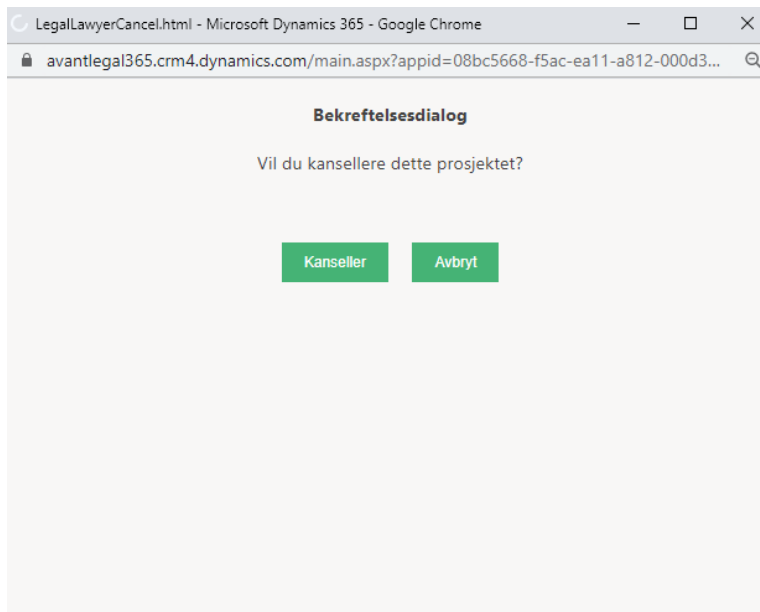 LegalLawyerCancel.html - Microsoft Dynamics 365 - Google Chrome
avantlegal365.crm4.dynamics.com/main.aspx?appid=08bc5668-f5ac-ea11-a812-000d3...
Bekreftelsesdialog
Vil du kansellere dette prosjektet?
Kanseller Avbryt